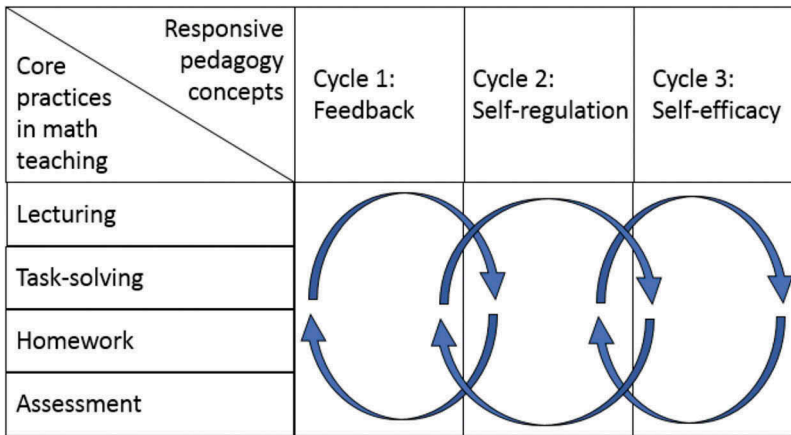 Responsive
pedagogy
concepts
Core
practices
in math
teaching
Cycle 1:
Feedback
Cycle 2:
Self-regulation
Cycle 3:
Self-efficacy
Lecturing
Task-solving
Homework
Assessment